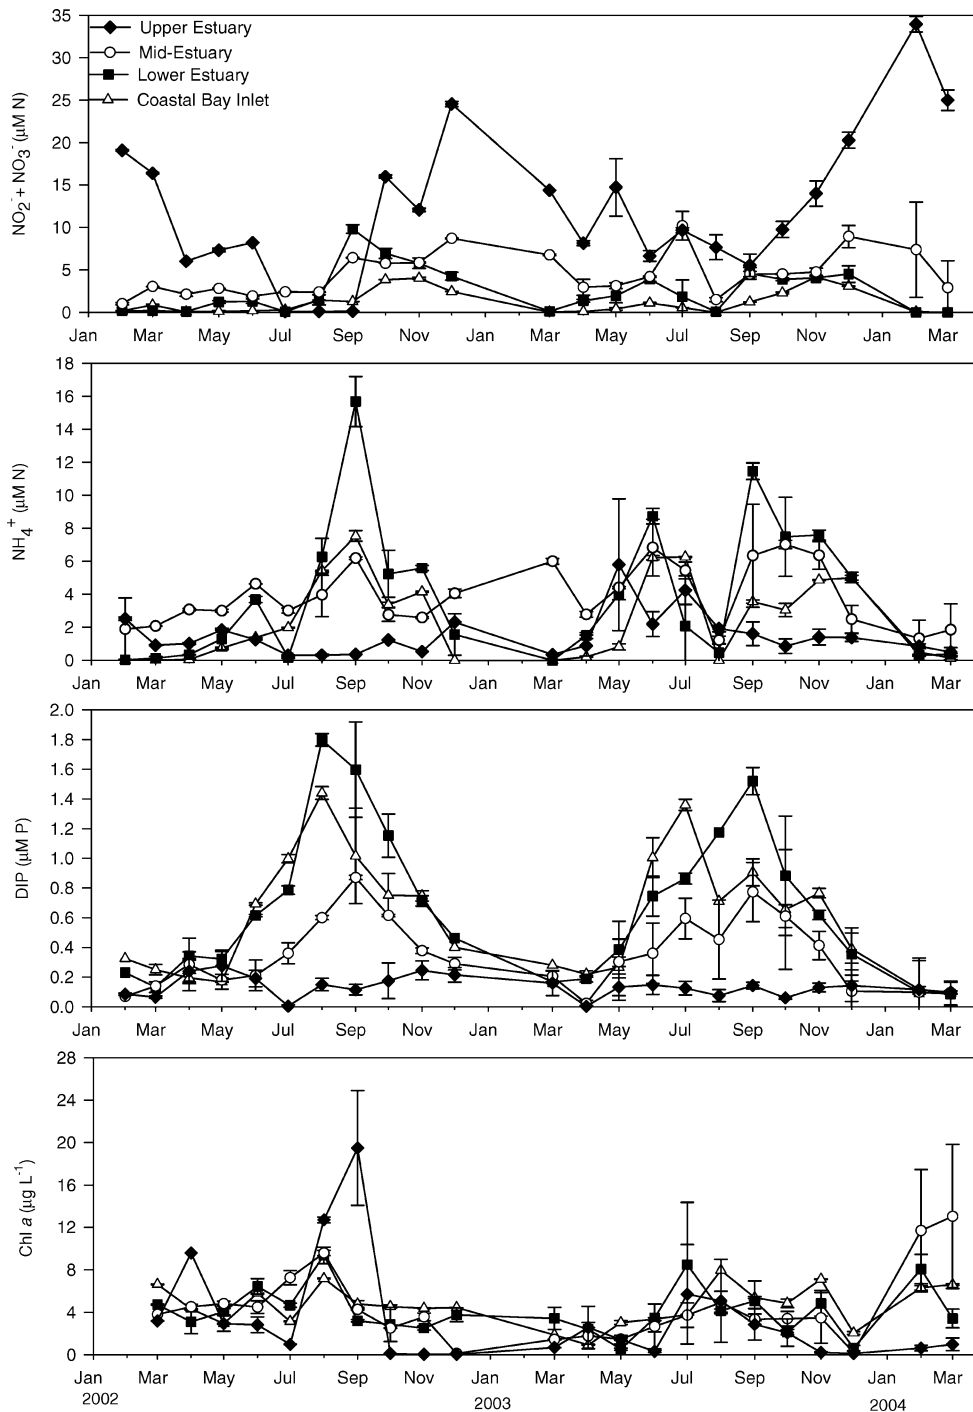 35
30
25
20
15
10
5
0
NO2- + NO3- (µM N)
Upper Estuary
Mid-Estuary
Lower Estuary
Coastal Bay Inlet
Jan Mar May Jul Sep Nov Jan Mar May Jul Sep Nov Jan Mar
18
16
14
12
10
8
6
4
2
0
NH4+ (µM N)
Jan Mar May Jul Sep Nov Jan Mar May Jul Sep Nov Jan Mar
2.0
1.8
1.6
1.4
1.2
1.0
0.8
0.6
0.4
0.2
0.0
DIP (µM P)
Jan Mar May Jul Sep Nov Jan Mar May Jul Sep Nov Jan Mar
28
24
20
16
12
8
4
0
Chl a (µg L-1)
Jan Mar May Jul Sep Nov Jan Mar May Jul Sep Nov Jan Mar
2002 2003 2004